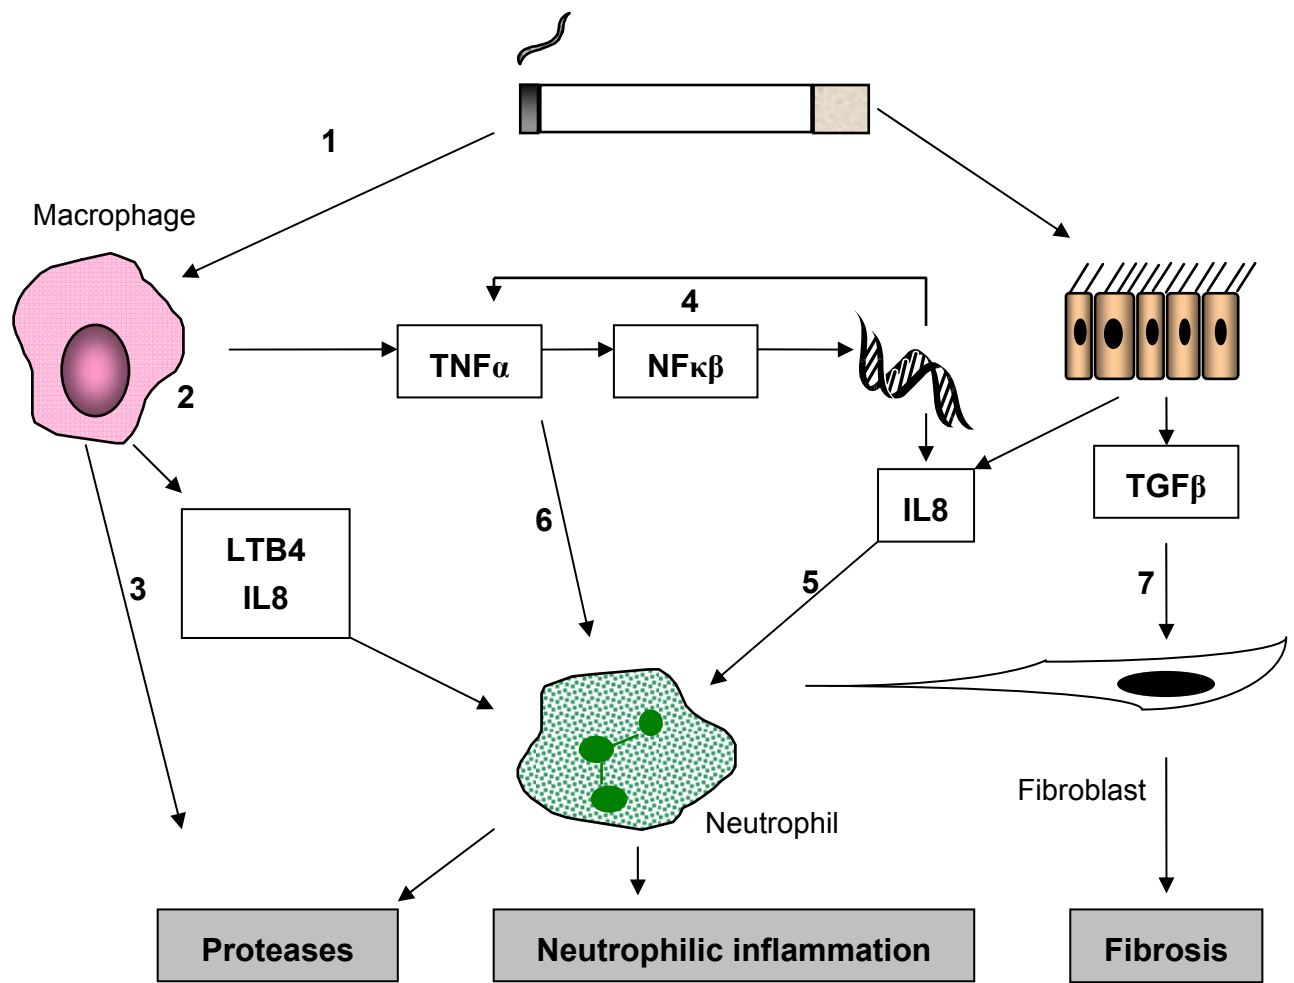 1
Macrophage
4
TNFα
NFκβ
2
TGFβ
IL8
6
LTB4
IL8
3
5
7
Fibroblast
Neutrophil
Proteases
Neutrophilic inflammation
Fibrosis